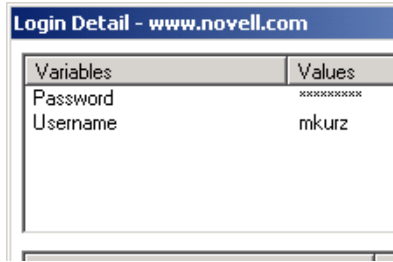 Login Detail - www.novell.com
Variables Values
Password *********
Username mkurz